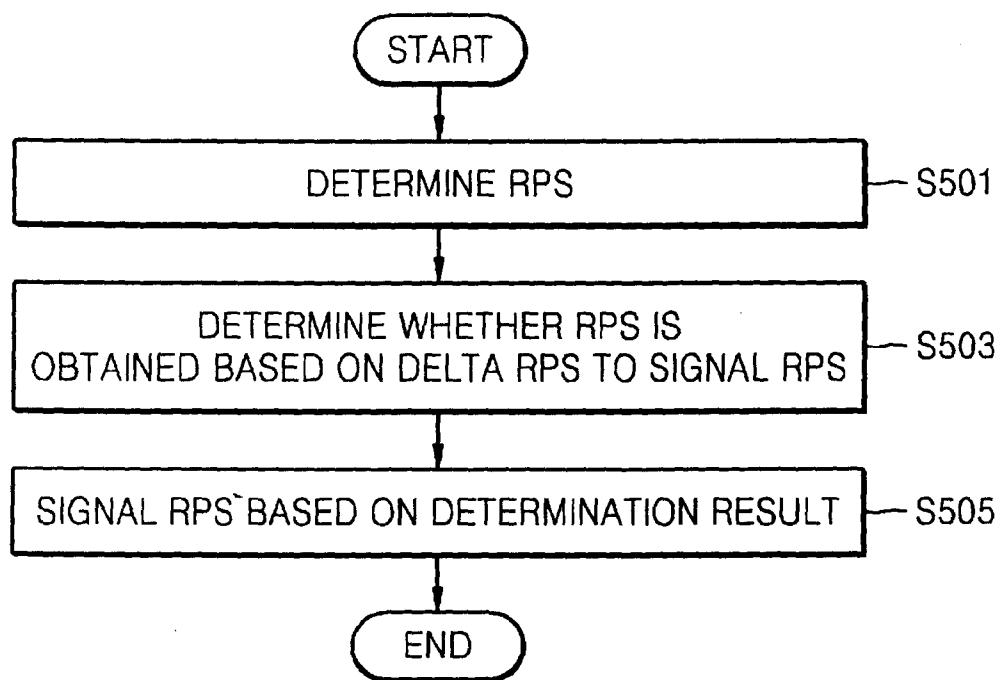 START
DETERMINE RPS
S501
DETERMINE WHETHER RPS IS
OBTAINED BASED ON DELTA RPS TO SIGNAL RPS
S503
SIGNAL RPS BASED ON DETERMINATION RESULT
S505
END